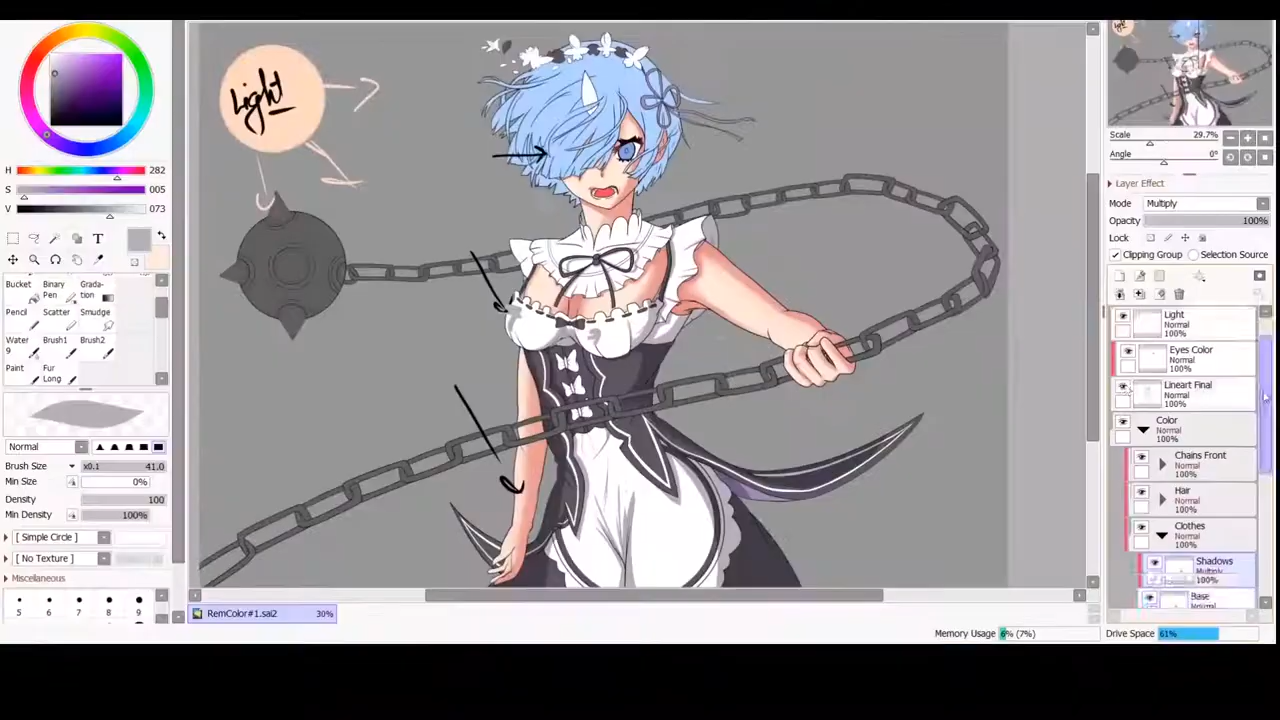 Light
Scale
29.7%
Angle
0°
Layer Effect
Mode
Multiply
Opacity
100%
Lock
Clipping Group
Selection Source
H
282
S
005
V
073
T
Bucket
Binary
Pen
Grada-
tion
Pencil
Scatter
Smudge
Water
9
Brush1
Brush2
Paint
Fur
Long
Normal
Brush Size
x0.1
41.0
Min Size
0%
Density
100
Min Density
100%
[ Simple Circle ]
[ No Texture ]
Miscellaneous
5
6
7
8
9
Light
Normal
100%
Eyes Color
Normal
100%
Lineart Final
Normal
100%
Color
Normal
100%
Chains Front
Normal
100%
Hair
Normal
100%
Clothes
Normal
100%
Shadows
Multiply
100%
Base
Normal
RemColor#1.sai2
30%
Memory Usage
6% (7%)
Drive Space
61%